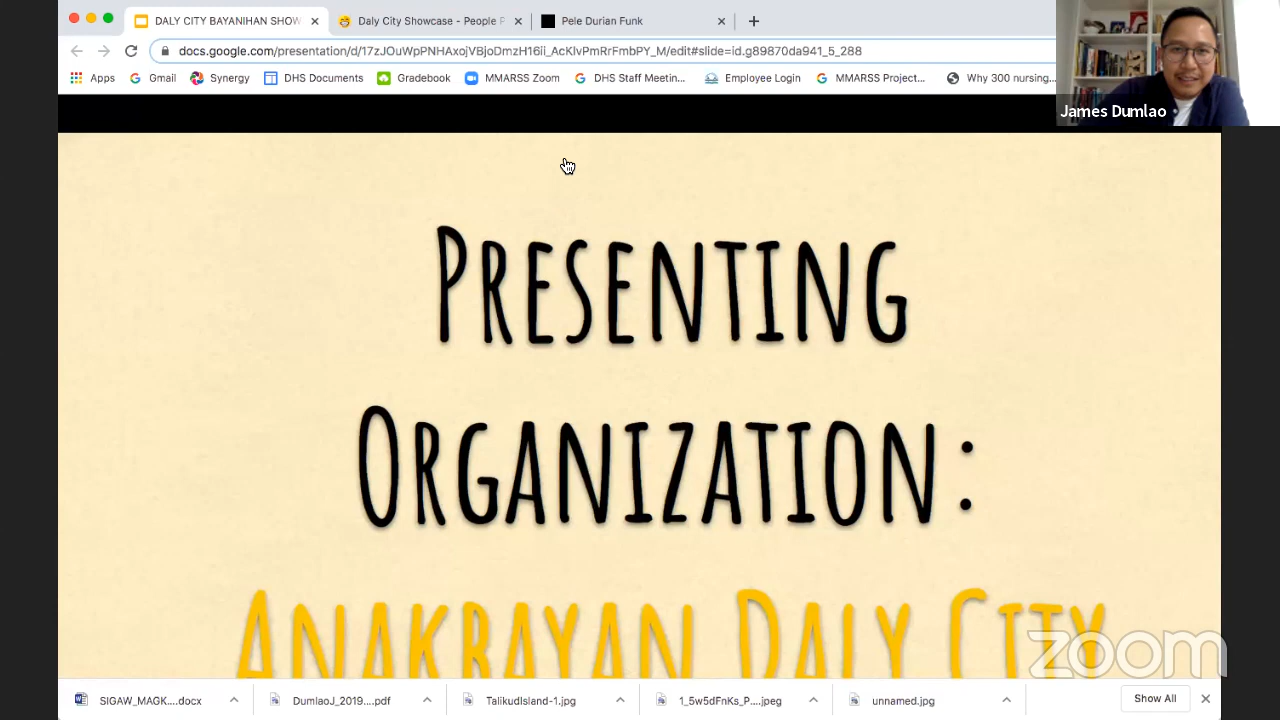 DALY CITY BAYANIHAN SHOW
Daly City Showcase - People P
Pele Durian Funk
docs.google.com/presentation/d/17zJOuWpPNHAxojVBjoDmzH16ii_AcKlvPmRrFmbPY_M/edit#slide=id.g89870da941_5_288
Apps
Gmail
Synergy
DHS Documents
Gradebook
MMARSS Zoom
DHS Staff Meetin...
Employee Login
MMARSS Project...
Why 300 nursing...
James Dumlao
PRESENTING
ORGANIZATION:
ANAKBAYAN DALY CITY
zoom
SIGAW_MAGK....docx
DumlaoJ_2019...pdf
TalikudIsland-1.jpg
1_5w5dFnKs_P....jpeg
unnamed.jpg
Show All